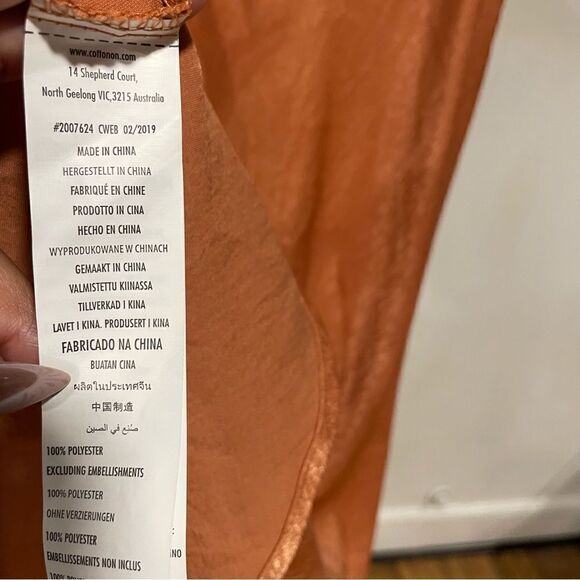 www.cottonon.com
14 Shepherd Court,
North Geelong VIC,3215 Australia
#2007624 CWEB 02/2019
MADE IN CHINA
HERGESTELLT IN CHINA
FABRIQUÉ EN CHINE
PRODOTTO IN CINA
HECHO EN CHINA
WYPRODUKOWANE W CHINACH
GEMAAKT IN CHINA
VALMISTETTU KIINASSA
TILLVERKAD I KINA
LAVET I KINA. PRODUSERT I KINA
FABRICADO NA CHINA
BUATAN CINA
ผลิตในประเทศจีน
中国制造
صُنع في الصين
100% POLYESTER
EXCLUDING EMBELLISHMENTS
100% POLYESTER
OHNE VERZIERUNGEN
100% POLYESTER
EMBELLISSEMENTS NON INCLUS
100% POLYESTER